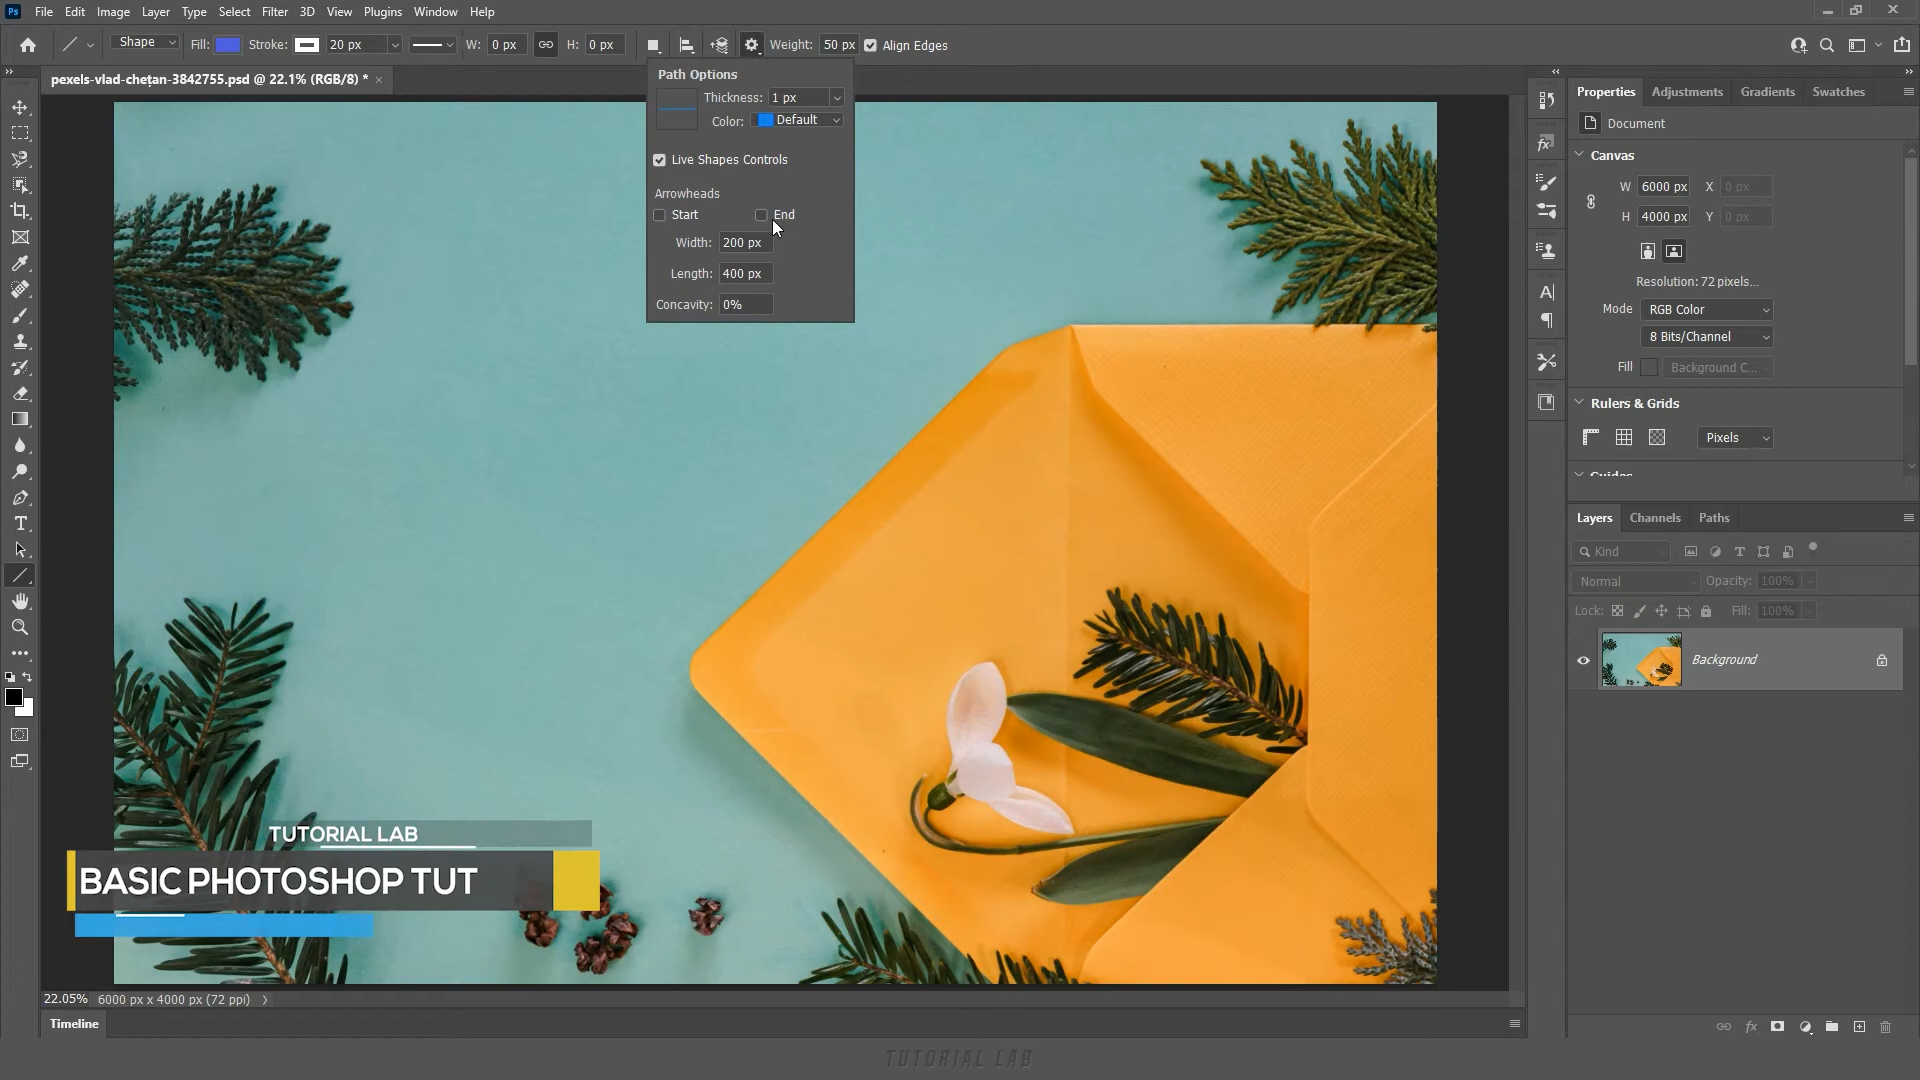 Ps File Edit Image Layer Type Select Filter 3D View Plugins Window Help
Shape Fill: Stroke: 20 px W: 0 px H: 0 px Weight: 50 px Align Edges
pexels-vlad-chețan-3842755.psd @ 22.1% (RGB/8) * ×
Path Options
Thickness: 1 px
Color: Default
Live Shapes Controls
Arrowheads
Start End
Width: 200 px
Length: 400 px
Concavity: 0%
Properties Adjustments Gradients Swatches
Document
Canvas
W 6000 px X 0 px
H 4000 px Y 0 px
Resolution: 72 pixels...
Mode RGB Color
8 Bits/Channel
Fill Background C...
Rulers & Grids
Pixels
Guides
Layers Channels Paths
Kind
Normal Opacity: 100%
Lock: Fill: 100%
Background
TUTORIAL LAB
BASIC PHOTOSHOP TUT
22.05% 6000 px x 4000 px (72 ppi)
Timeline
TUTORIAL LAB